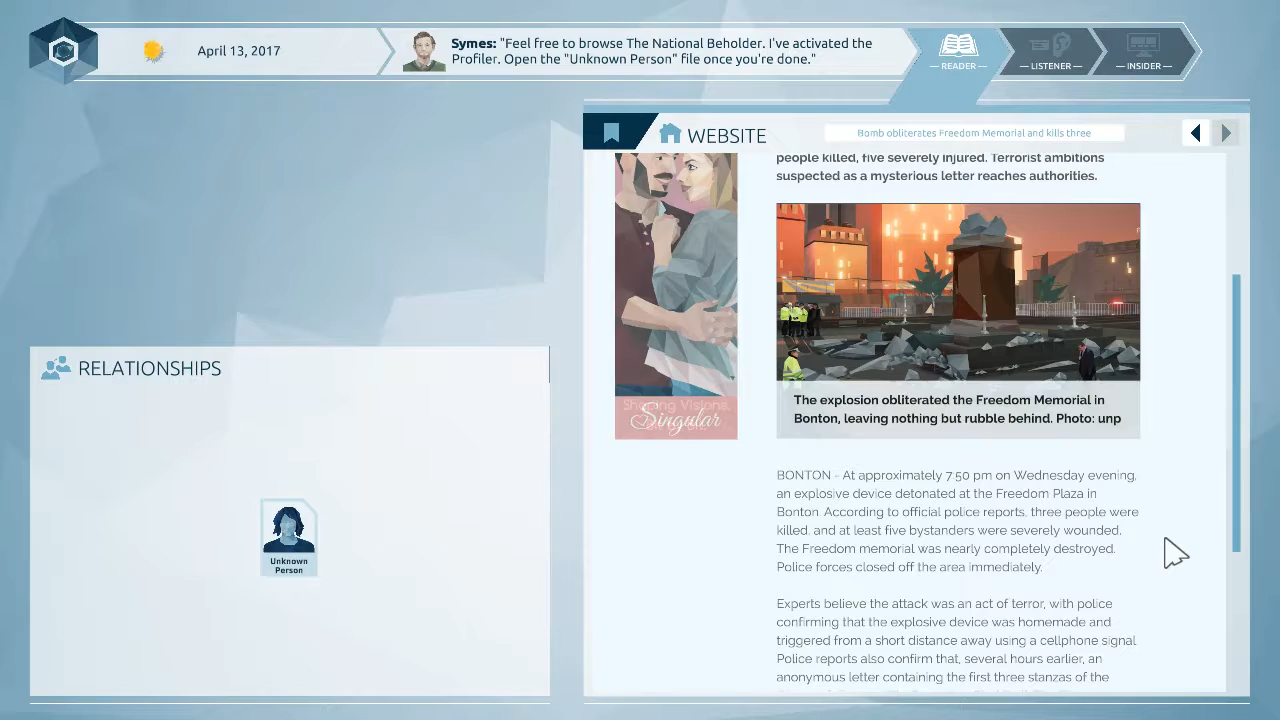 April 13, 2017
Symes: "Feel free to browse The National Beholder. I've activated the
rofiler. Open the "Unknown Person" file once you're done."
— READER —
— LISTENER —
— INSIDER —
WEBSITE
Bomb obliterates Freedom Memorial and kills three
people killed, five severely injured. Terrorist ambitions
suspected as a mysterious letter reaches authorities.
The explosion obliterated the Freedom Memorial in
Bonton, leaving nothing but rubble behind. Photo: unp
Shaping Visions.
Singular
RELATIONSHIPS
Unknown
Person
BONTON - At approximately 7:50 pm on Wednesday evening,
an explosive device detonated at the Freedom Plaza in
Bonton. According to official police reports, three people were
killed, and at least five bystanders were severely wounded.
The Freedom memorial was nearly completely destroyed.
Police forces closed off the area immediately.
Experts believe the attack was an act of terror, with police
confirming that the explosive device was homemade and
triggered from a short distance away using a cellphone signal.
Police reports also confirm that, several hours earlier, an
anonymous letter containing the first three stanzas of the